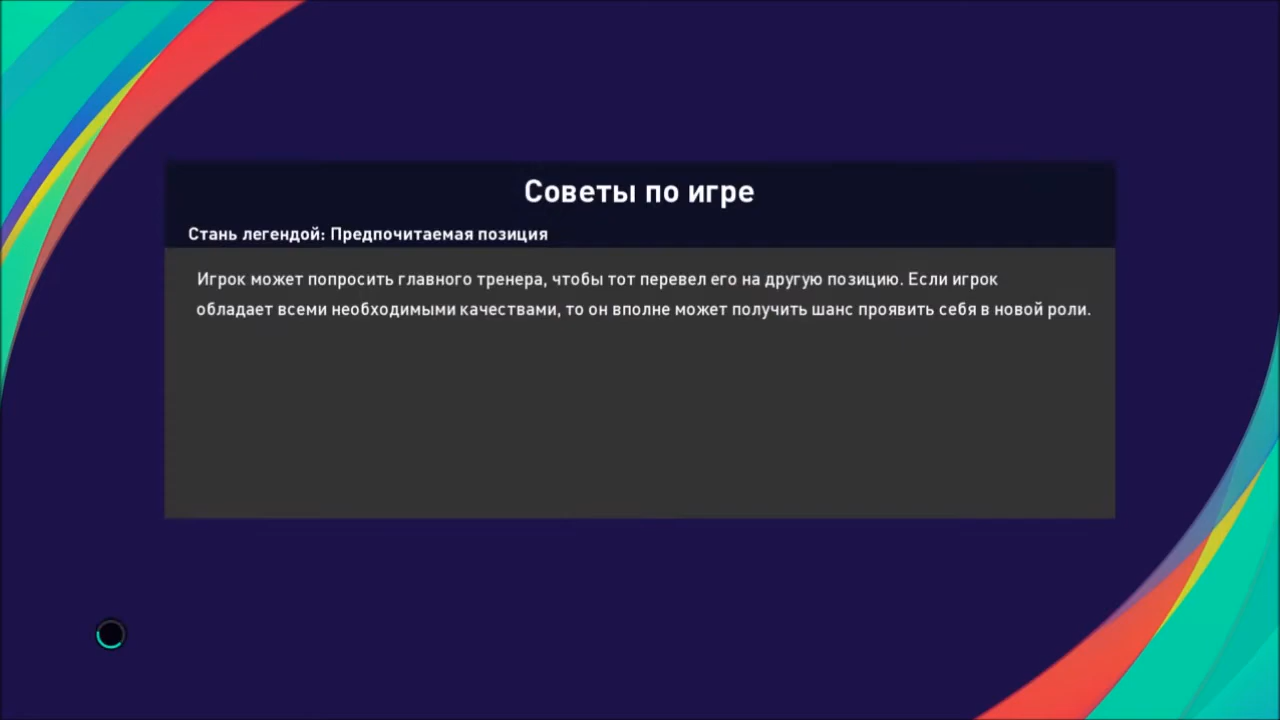 Советы по игре
Стань легендой: Предпочитаемая позиция
Игрок может попросить главного тренера, чтобы тот перевел его на другую позицию. Если игрок
обладает всеми необходимыми качествами, то он вполне может получить шанс проявить себя в новой роли.